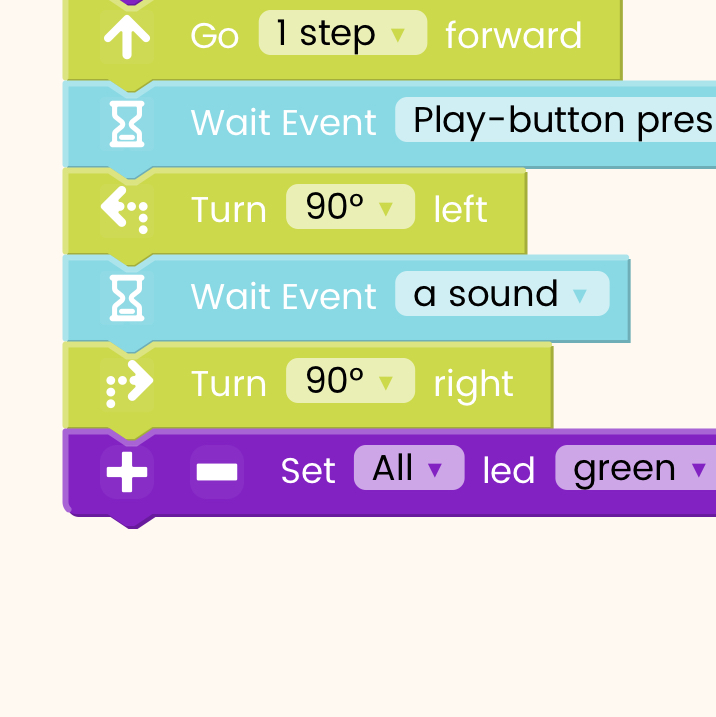 Go 1 step forward
Wait Event Play-button pres
Turn 90° left
Wait Event a sound
Turn 90° right
Set All led green